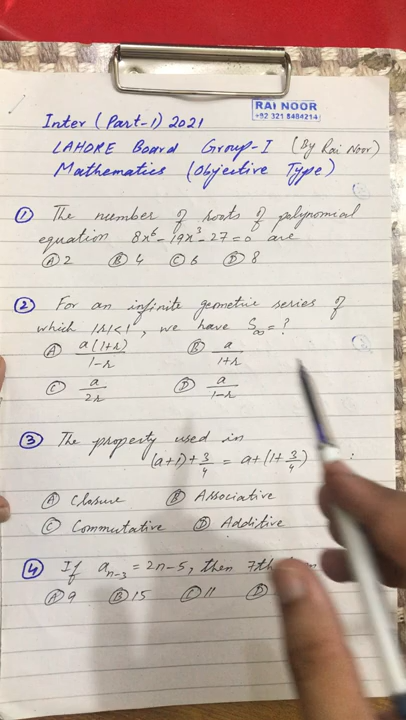 RAI NOOR
+92 321 8494214
Inter (Part-1) 2021
LAHORE Board Group-I (By Rai Noor)
Mathematics (Objective Type)
① The number of roots of polynomial
equation 8x⁶ - 19x³ - 27 = 0 are
Ⓐ 2 Ⓑ 4 Ⓒ 6 Ⓓ 8
② For an infinite geometric series of
which |r|<1, we have S∞ = ?
Ⓐ a(1+r)/1-r Ⓑ a/1+r
Ⓒ a/2r Ⓓ a/1-r
③ The property used in
(a+1)+3/4 = a+(1+3/4) :
Ⓐ Closure Ⓑ Associative
Ⓒ Commutative Ⓓ Additive
④ If aₙ₋₃ = 2n-5, then 7th
Ⓐ 9 Ⓑ 15 Ⓒ 11 Ⓓ